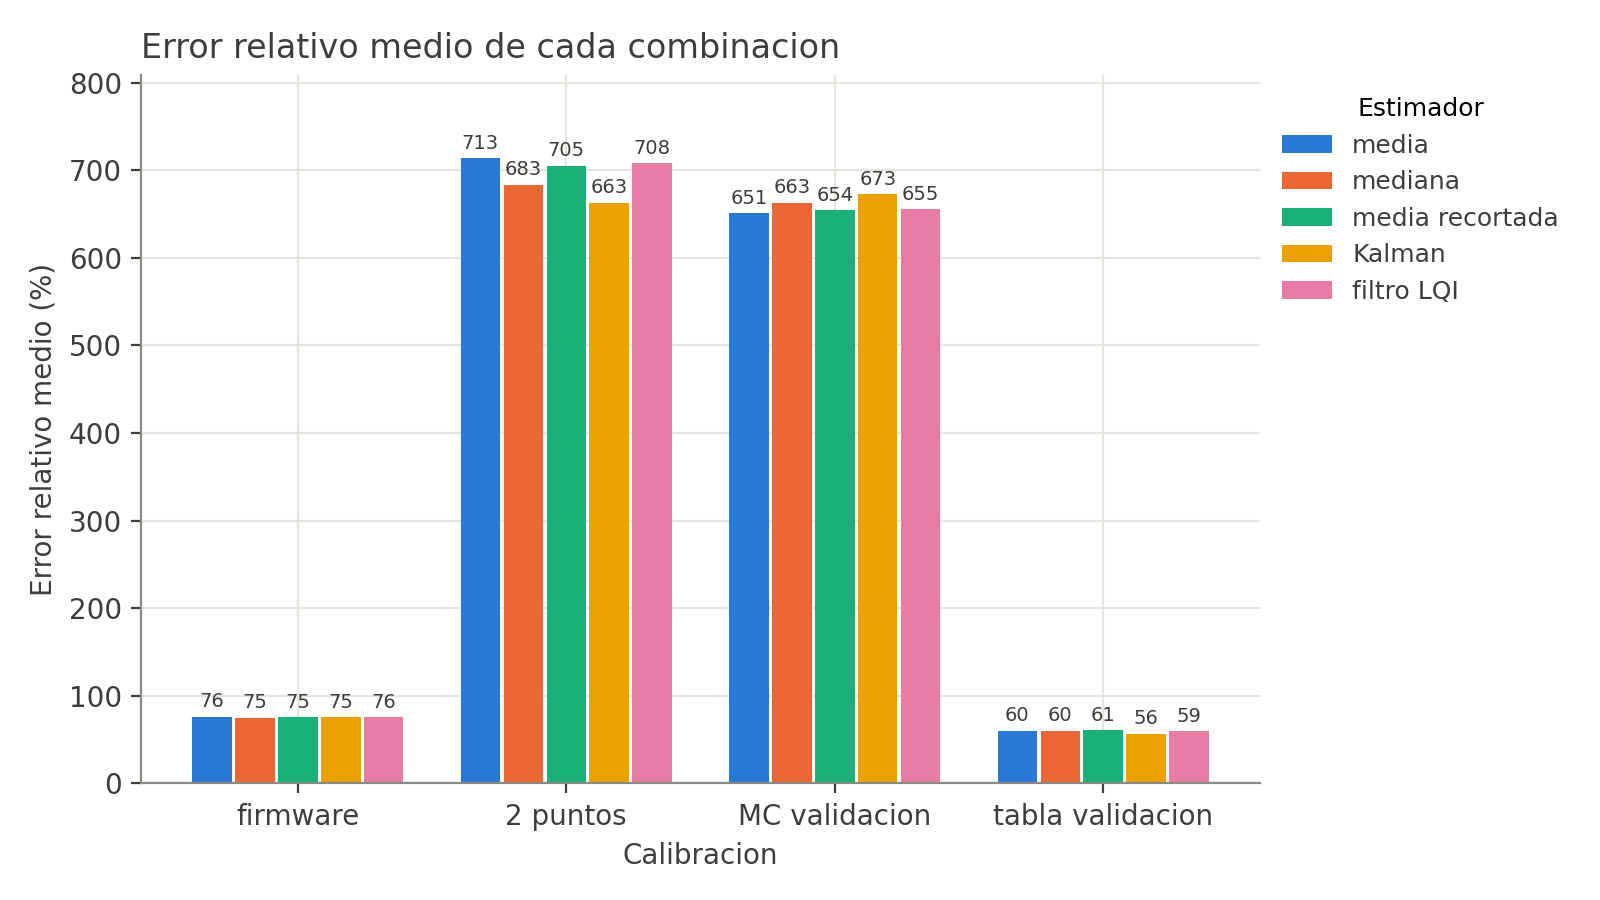 Error relativo medio de cada combinacion
Error relativo medio (%)
800
700
600
500
400
300
200
100
0
76 75 75 75 76
713 683 705 663 708
651 663 654 673 655
60 60 61 56 59
firmware 2 puntos MC validacion tabla validacion
Calibracion
Estimador
media
mediana
media recortada
Kalman
filtro LQI